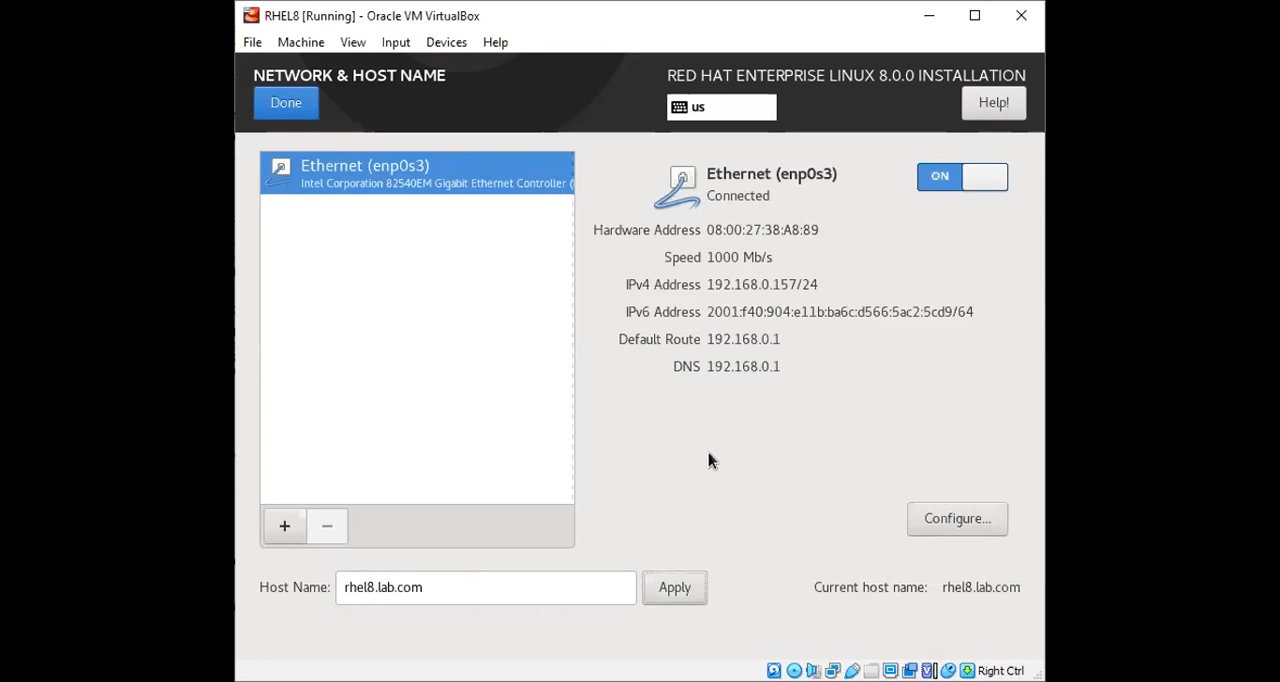 RHEL8 [Running] - Oracle VM VirtualBox
File Machine View Input Devices Help
NETWORK & HOST NAME
RED HAT ENTERPRISE LINUX 8.0.0 INSTALLATION
Done
us
Help!
Ethernet (enp0s3)
Intel Corporation 82540EM Gigabit Ethernet Controller (
Ethernet (enp0s3)
Connected
ON
Hardware Address 08:00:27:38:A8:89
Speed 1000 Mb/s
IPv4 Address 192.168.0.157/24
IPv6 Address 2001:f40:904:e11b:ba6c:d566:5ac2:5cd9/64
Default Route 192.168.0.1
DNS 192.168.0.1
+ −
Configure...
Host Name: rhel8.lab.com Apply Current host name: rhel8.lab.com
Right Ctrl